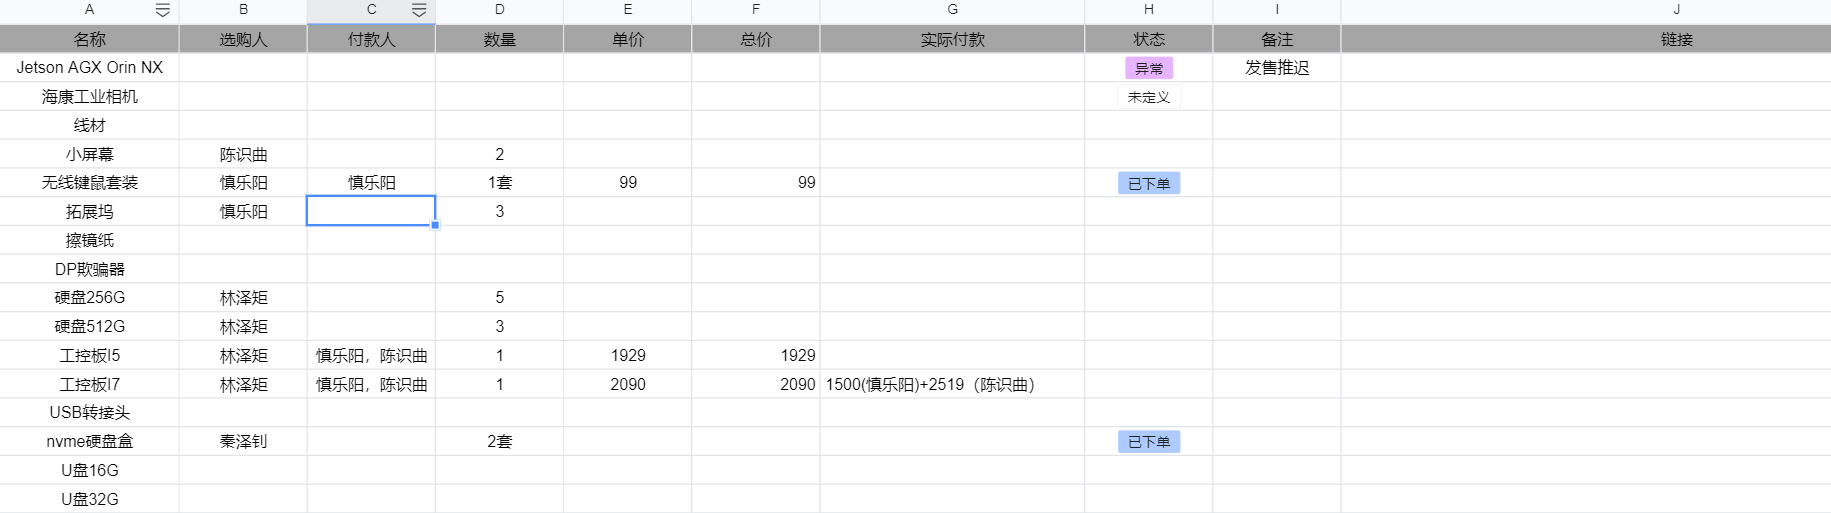 A B C D E F G H I J
名称 选购人 付款人 数量 单价 总价 实际付款 状态 备注 链接
Jetson AGX Orin NX 异常 发售推迟
海康工业相机 未定义
线材
小屏幕 陈识曲 2
无线键鼠套装 慎乐阳 慎乐阳 1套 99 99 已下单
拓展坞 慎乐阳 3
擦镜纸
DP欺骗器
硬盘256G 林泽矩 5
硬盘512G 林泽矩 3
工控板I5 林泽矩 慎乐阳，陈识曲 1 1929 1929
工控板I7 林泽矩 慎乐阳，陈识曲 1 2090 2090 1500(慎乐阳)+2519（陈识曲）
USB转接头
nvme硬盘盒 秦泽钊 2套 已下单
U盘16G
U盘32G